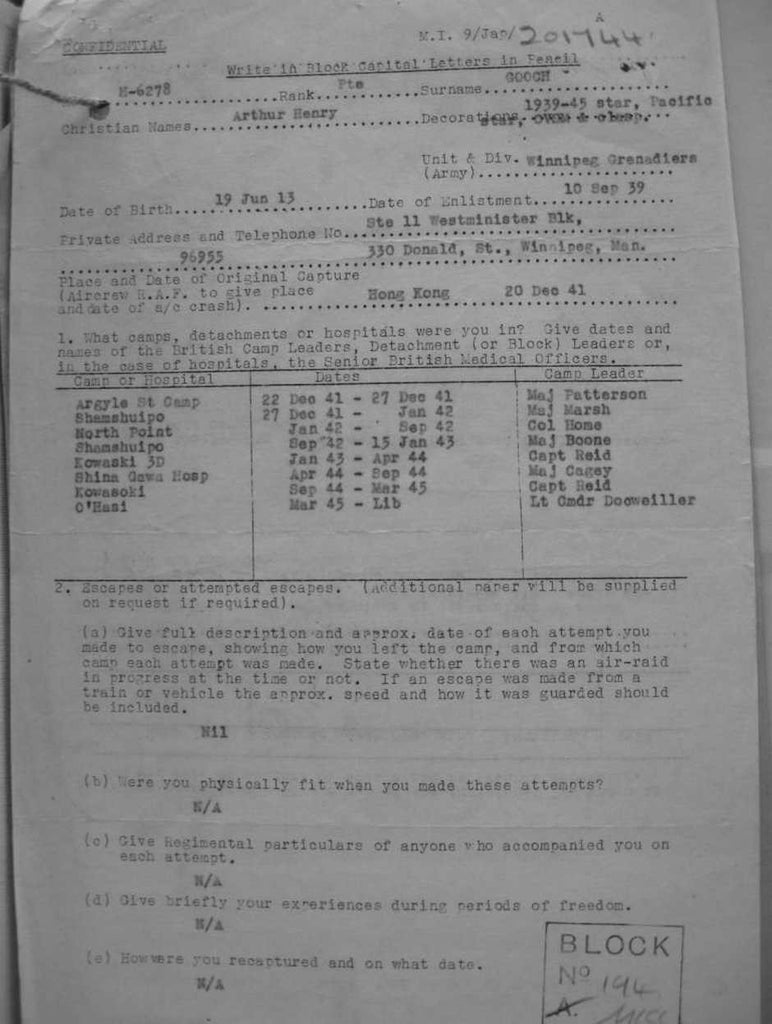 A
CONFIDENTIAL
M.I. 9/Jap/201744
Write in Block Capital Letters in Pencil
H-6278 Rank Pte Surname GOOCH
Christian Names Arthur Henry Decorations 1939-45 star, Pacific
star, & clasp.
Unit & Div. Winnipeg Grenadiers
(Army)
Date of Birth 19 Jun 13 Date of Enlistment 10 Sep 39
Private Address and Telephone No. Ste 11 Westminister Blk,
96955 330 Donald, St., Winnipeg, Man.
Place and Date of Original Capture
(Aircrew R.A.F. to give place
and date of a/c crash). Hong Kong 20 Dec 41
1. What camps, detachments or hospitals were you in? Give dates and
names of the British Camp Leaders, Detachment (or Block) Leaders or,
in the case of hospitals, the Senior British Medical Officers.
Camp or Hospital Dates Camp Leader
Argyle St Camp 22 Dec 41 - 27 Dec 41 Maj Patterson
Shamshuipo 27 Dec 41 - Jan 42 Maj Marsh
North Point Jan 42 - Sep 42 Col Home
Shamshuipo Sep 42 - 15 Jan 43 Maj Boone
Kowaski 3D Jan 43 - Apr 44 Capt Reid
Shina Gawa Hosp Apr 44 - Sep 44 Maj Cagey
Kowasoki Sep 44 - Mar 45 Capt Reid
O'Hasi Mar 45 - Lib Lt Cmdr Dooweiller
2. Escapes or attempted escapes. (Additional paper will be supplied
on request if required).
(a) Give full description and approx. date of each attempt you
made to escape, showing how you left the camp, and from which
camp each attempt was made. State whether there was an air-raid
in progress at the time or not. If an escape was made from a
train or vehicle the approx. speed and how it was guarded should
be included.
Nil
(b) Were you physically fit when you made these attempts?
N/A
(c) Give Regimental particulars of anyone who accompanied you on
each attempt.
N/A
(d) Give briefly your experiences during periods of freedom.
N/A
(e) How were you recaptured and on what date.
N/A
BLOCK
No 194
A.